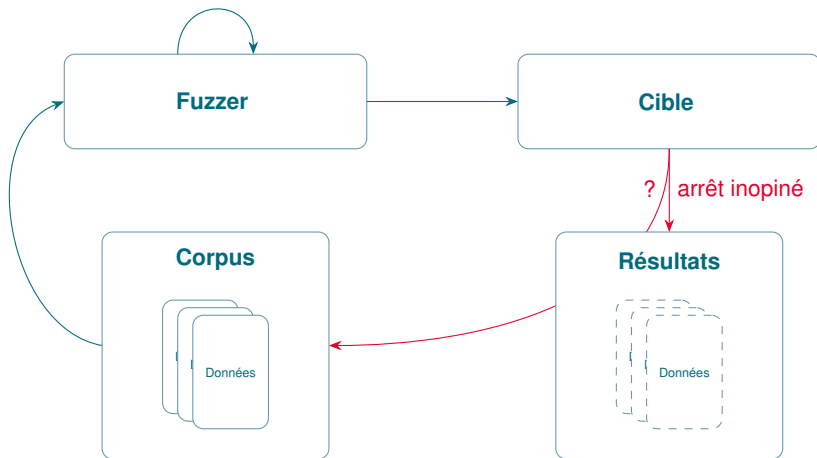 Fuzzer
Cible
?
arrêt inopiné
Corpus
Résultats
Données
Données